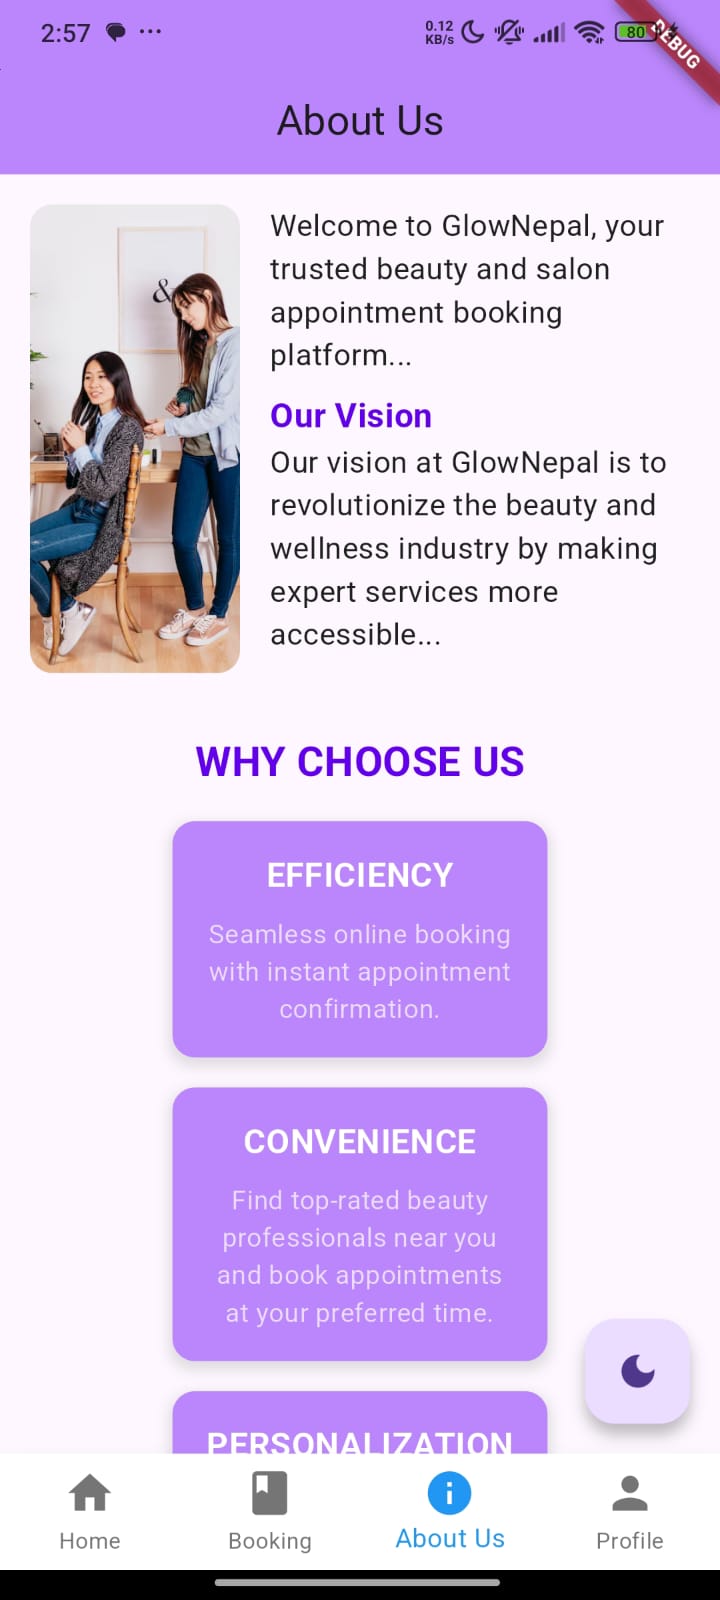 2:57
0.12
KB/s
80
DEBUG
About Us
&
Welcome to GlowNepal, your
trusted beauty and salon
appointment booking
platform...
Our Vision
Our vision at GlowNepal is to
revolutionize the beauty and
wellness industry by making
expert services more
accessible...
WHY CHOOSE US
EFFICIENCY
Seamless online booking
with instant appointment
confirmation.
CONVENIENCE
Find top-rated beauty
professionals near you
and book appointments
at your preferred time.
PERSONALIZATION
Home
Booking
About Us
Profile